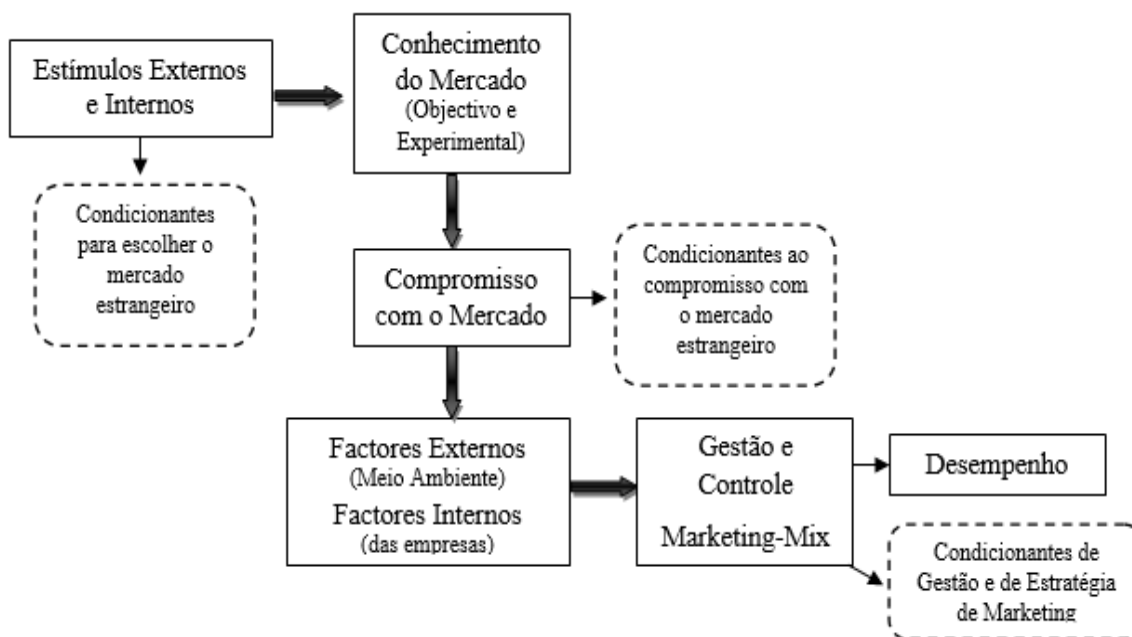 Estímulos Externos
e Internos
Conhecimento
do Mercado
(Objectivo e
Experimental)
Condicionantes
para escolher o
mercado
estrangeiro
Compromisso
com o Mercado
Condicionantes ao
compromisso com
o mercado
estrangeiro
Factores Externos
(Meio Ambiente)
Factores Internos
(das empresas)
Gestão e
Controle
Marketing-Mix
Desempenho
Condicionantes de
Gestão e de Estratégia
de Marketing